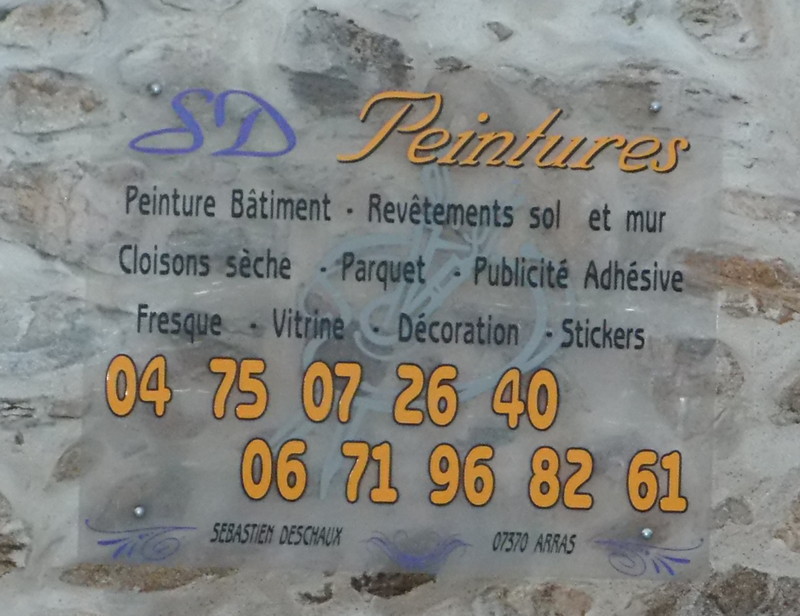 SD Peintures
Peinture Bâtiment - Revêtements sol et mur
Cloisons sèche - Parquet - Publicité Adhésive
Fresque - Vitrine - Décoration - Stickers
04 75 07 26 40
06 71 96 82 61
SEBASTIEN DESCHAUX 07370 ARRAS